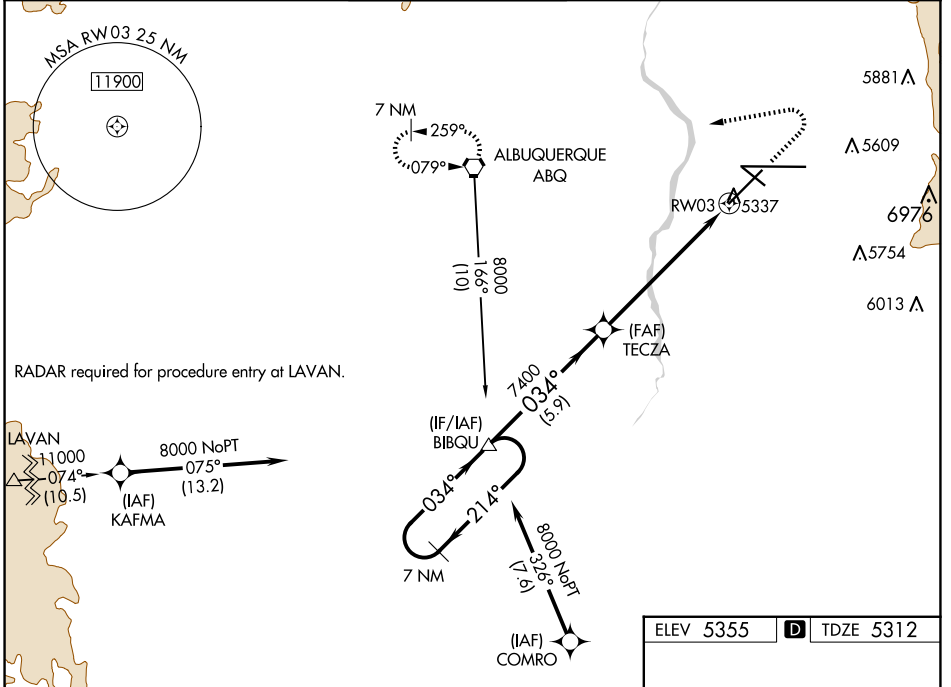 MSA RW03 25 NM
11900
5881
7 NM
259°
079°
ALBUQUERQUE
ABQ
5609
RW03
5337
6976
5754
6013
8000
166°
(10)
(FAF)
TECZA
RADAR required for procedure entry at LAVAN.
7400
034°
(5.9)
(IF/IAF)
BIBQU
LAVAN
11000
074°
(10.5)
(IAF)
KAFMA
8000 NoPT
075°
(13.2)
034°
214°
7 NM
8000 NoPT
326°
(7.6)
(IAF)
COMRO
ELEV 5355 D TDZE 5312